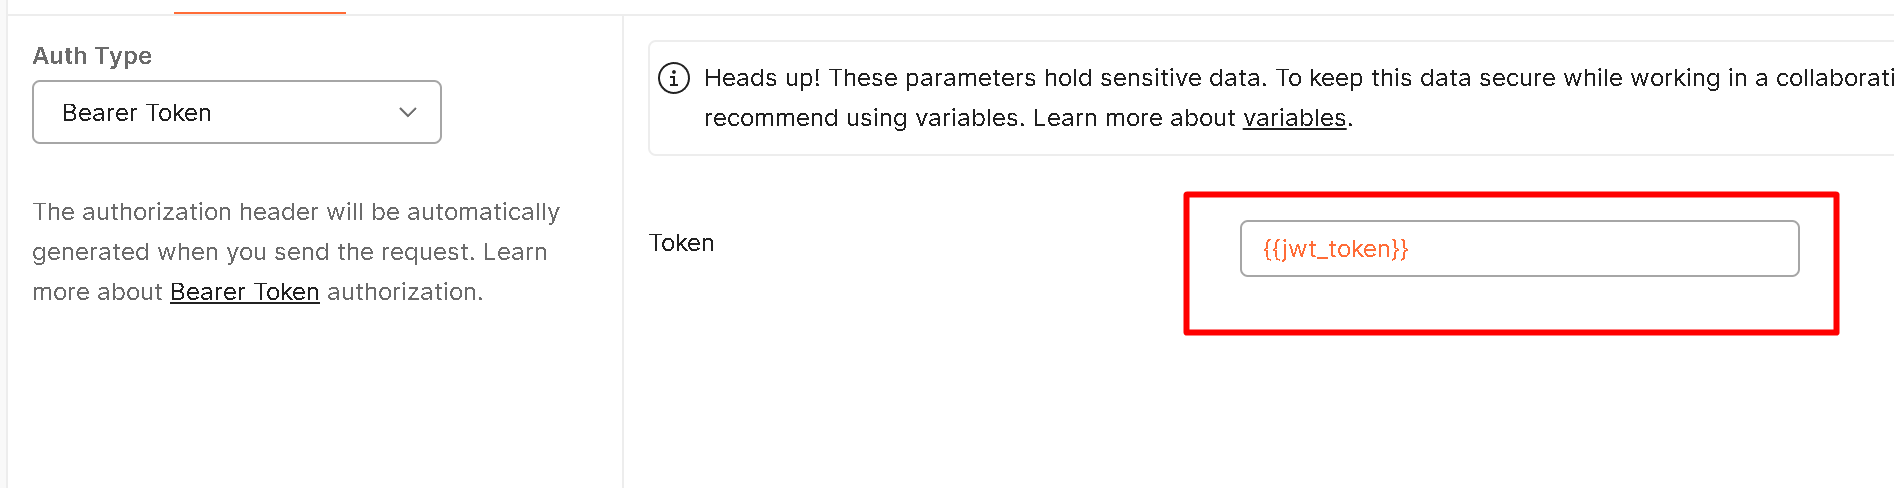 Auth Type
Bearer Token
The authorization header will be automatically
generated when you send the request. Learn
more about Bearer Token authorization.
Heads up! These parameters hold sensitive data. To keep this data secure while working in a collaborati
recommend using variables. Learn more about variables.
Token
{{jwt_token}}